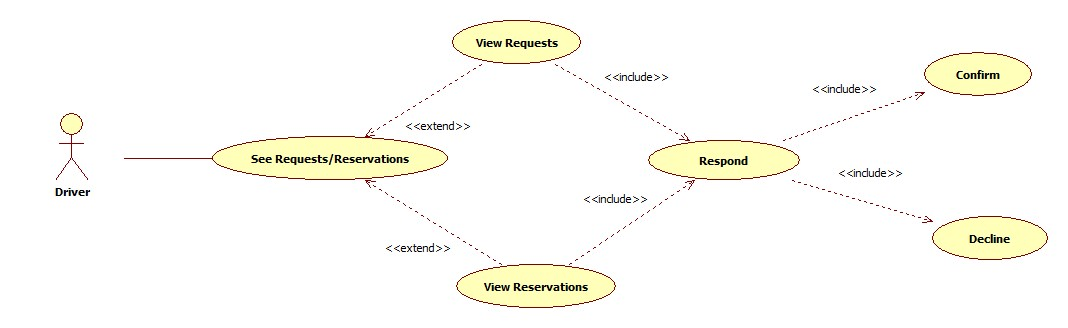 View Requests
<<include>>
Confirm
<<include>>
<<extend>>
See Requests/Reservations
Respond
<<include>>
Driver
<<include>>
Decline
<<extend>>
View Reservations